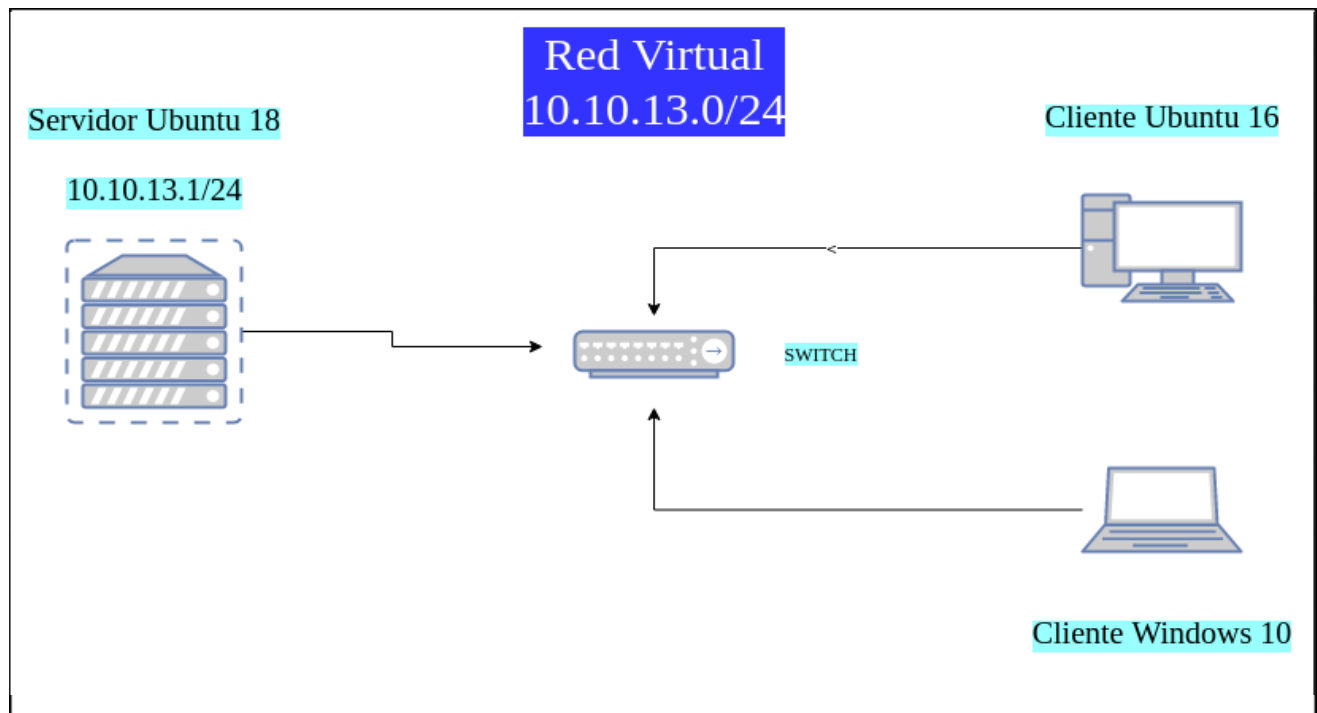 Red Virtual
10.10.13.0/24
Servidor Ubuntu 18
10.10.13.1/24
Cliente Ubuntu 16
SWITCH
Cliente Windows 10